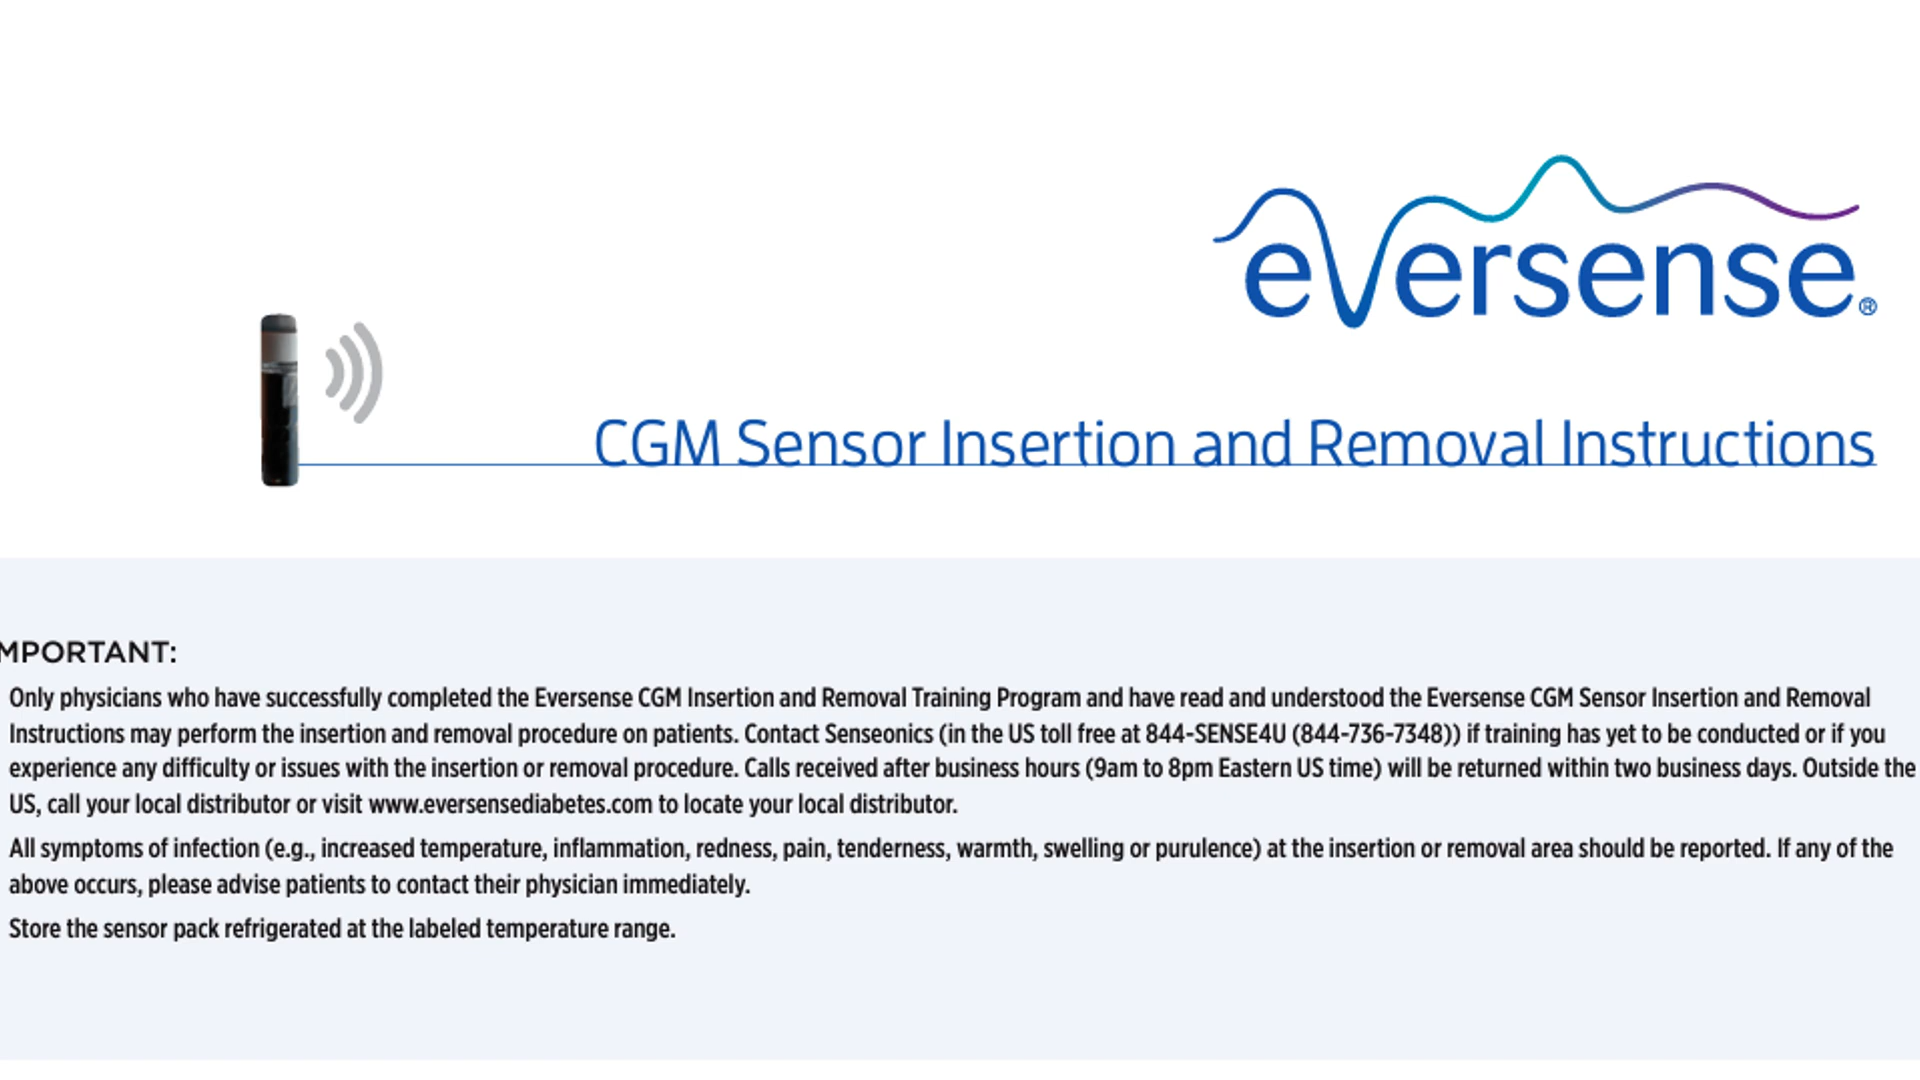 eversense®
CGM Sensor Insertion and Removal Instructions
MPORTANT:
Only physicians who have successfully completed the Eversense CGM Insertion and Removal Training Program and have read and understood the Eversense CGM Sensor Insertion and Removal
Instructions may perform the insertion and removal procedure on patients. Contact Senseonics (in the US toll free at 844-SENSE4U (844-736-7348)) if training has yet to be conducted or if you
experience any difficulty or issues with the insertion or removal procedure. Calls received after business hours (9am to 8pm Eastern US time) will be returned within two business days. Outside the
US, call your local distributor or visit www.eversensediabetes.com to locate your local distributor.
All symptoms of infection (e.g., increased temperature, inflammation, redness, pain, tenderness, warmth, swelling or purulence) at the insertion or removal area should be reported. If any of the
above occurs, please advise patients to contact their physician immediately.
Store the sensor pack refrigerated at the labeled temperature range.